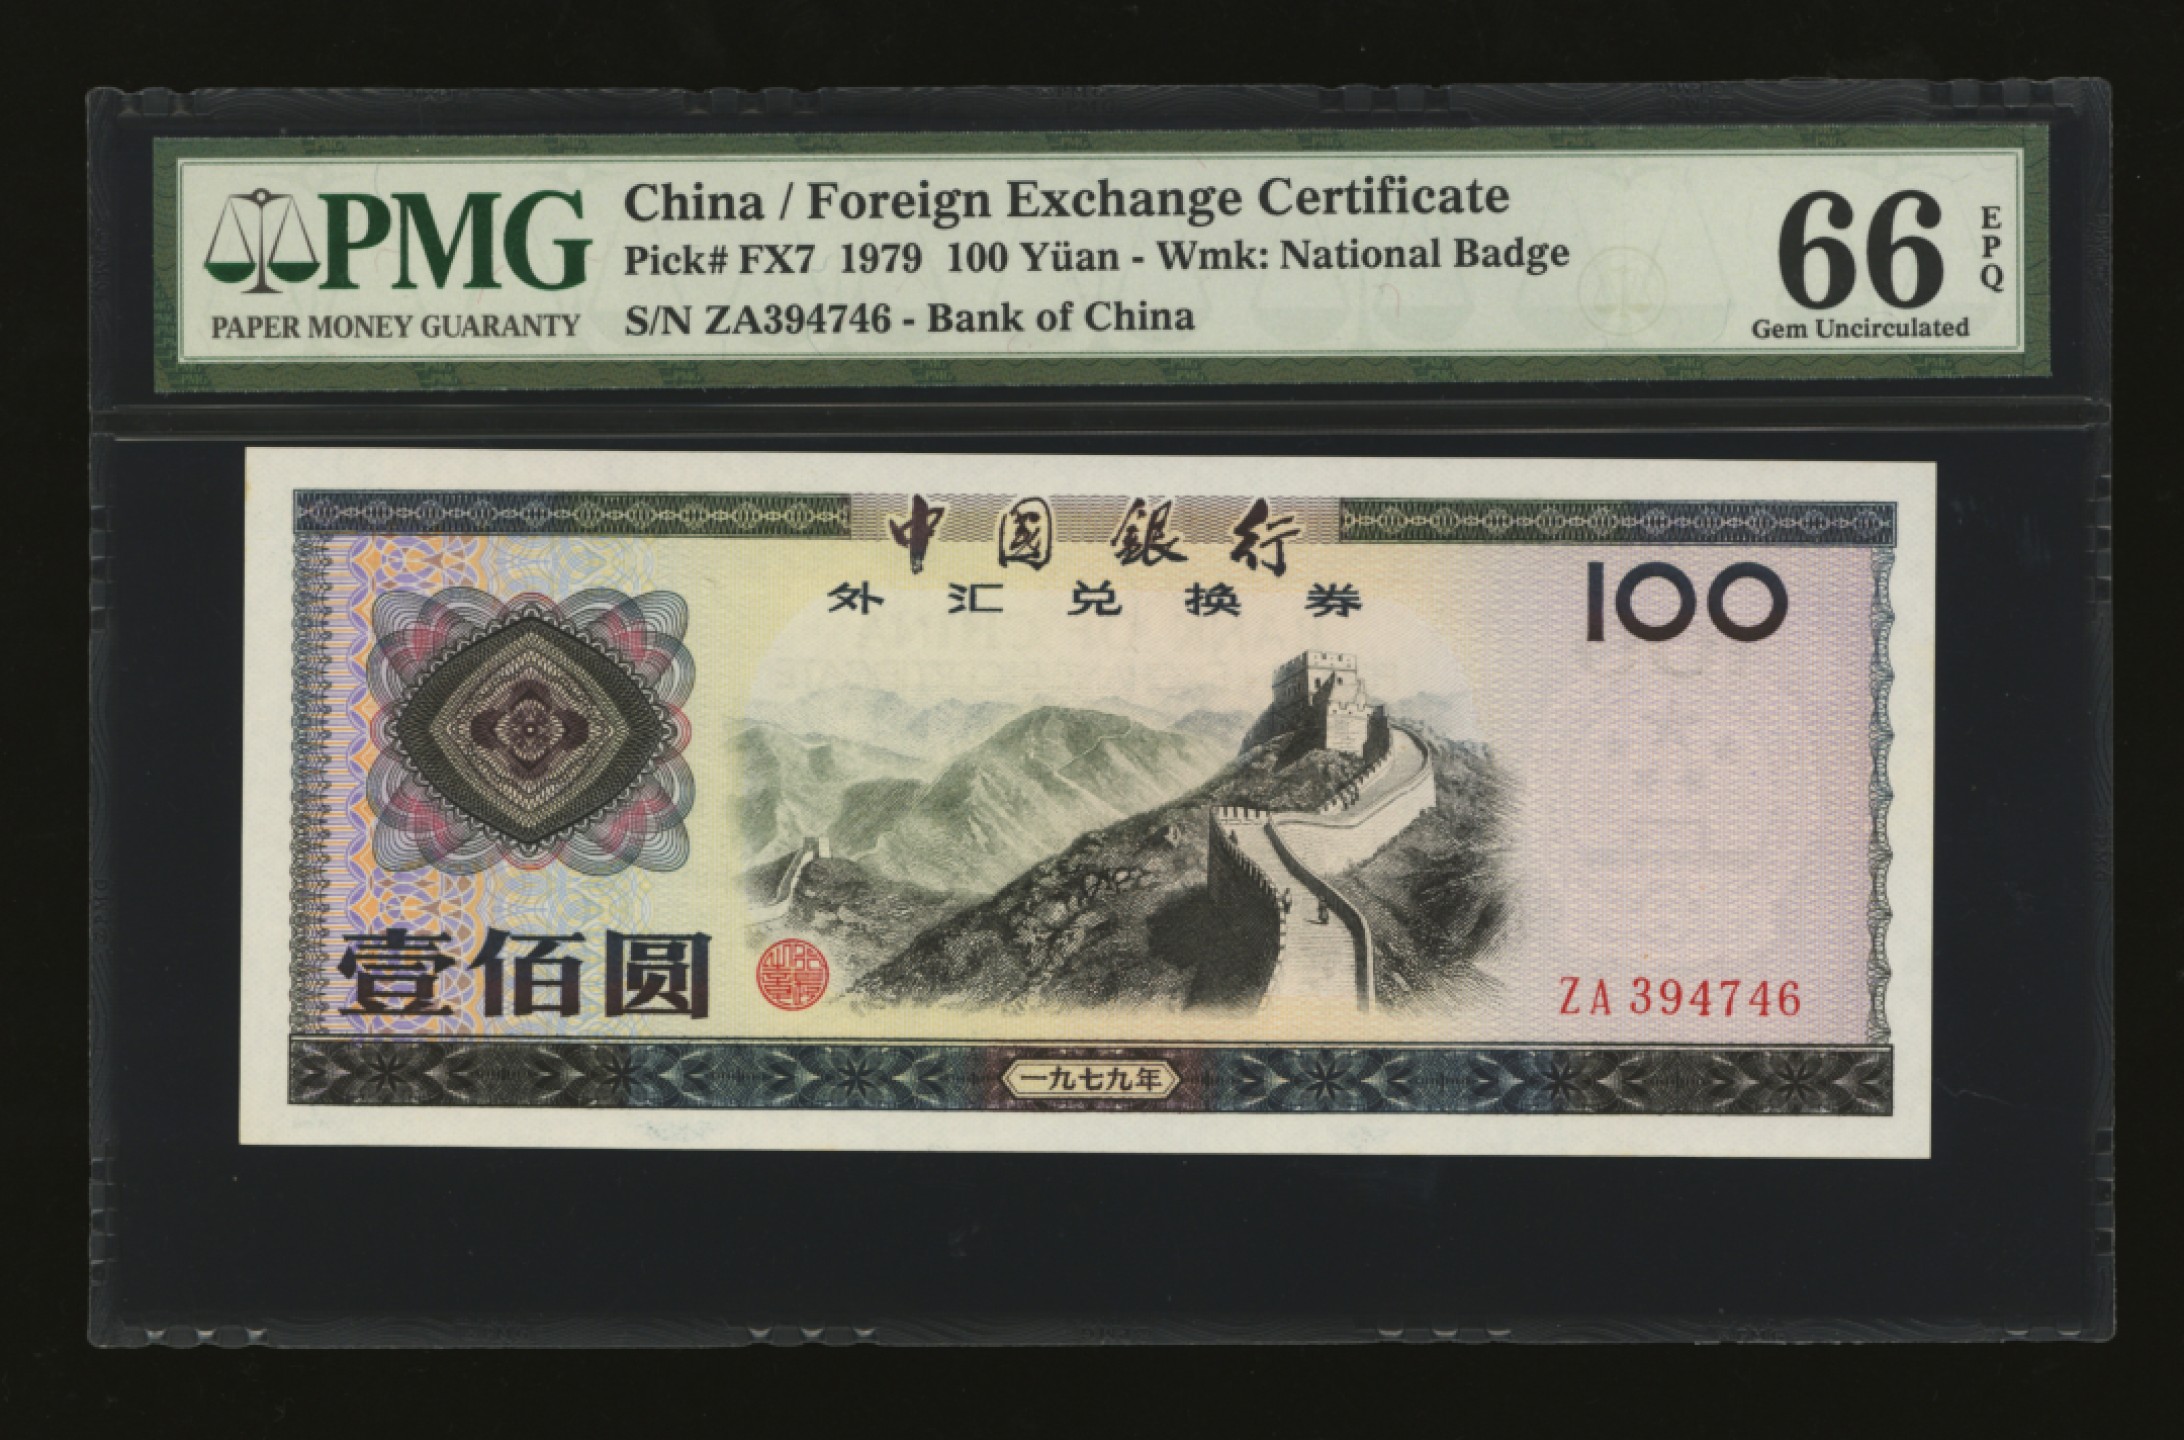 PMG
PAPER MONEY GUARANTY
China / Foreign Exchange Certificate
Pick# FX7 1979 100 Yüan - Wmk: National Badge
S/N ZA394746 - Bank of China
66
EPQ
Gem Uncirculated
中國銀行
外汇兑换券
100
壹佰圆
ZA 394746
一九七九年